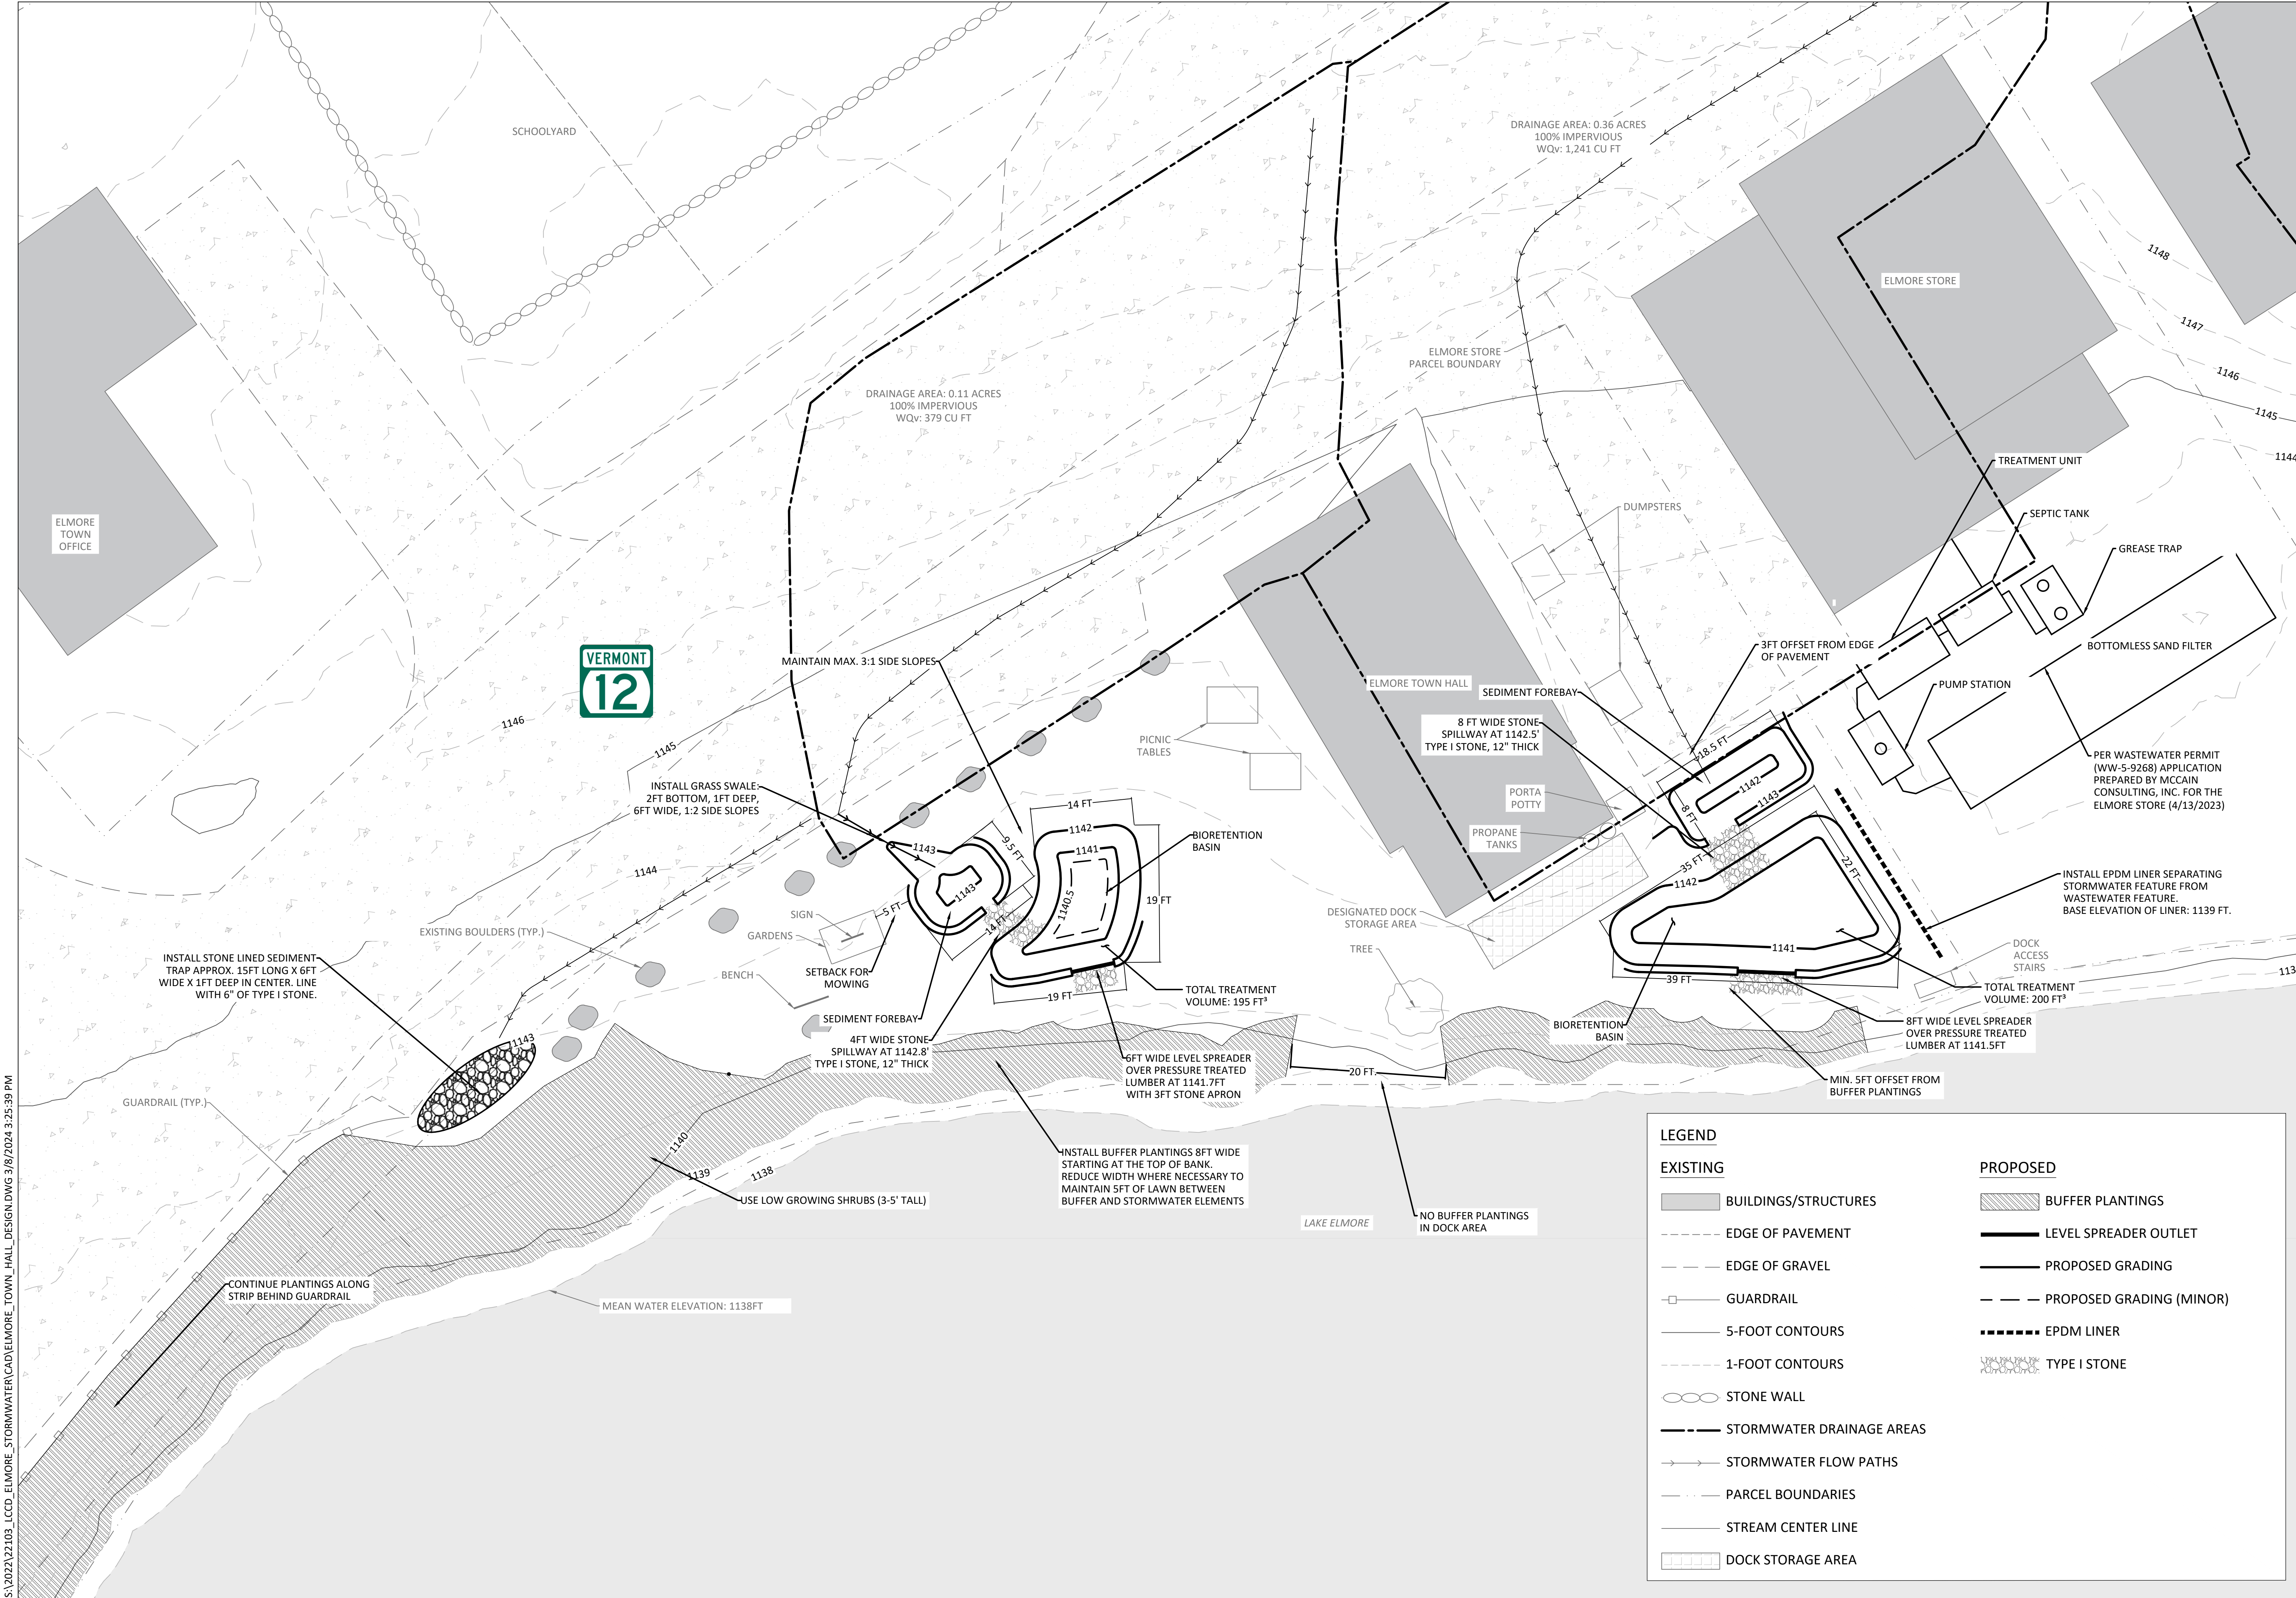 SCHOOLYARD
DRAINAGE AREA: 0.36 ACRES
100% IMPERVIOUS
WQv: 1,241 CU FT
1148
ELMORE STORE
1147
ELMORE STORE
PARCEL BOUNDARY
1146
DRAINAGE AREA: 0.11 ACRES
100% IMPERVIOUS
WQv: 379 CU FT
1145
1144
TREATMENT UNIT
DUMPSTERS
SEPTIC TANK
ELMORE
TOWN
OFFICE
GREASE TRAP
BOTTOMLESS SAND FILTER
3FT OFFSET FROM EDGE
OF PAVEMENT
VERMONT
12
MAINTAIN MAX. 3:1 SIDE SLOPES
ELMORE TOWN HALL
SEDIMENT FOREBAY
PUMP STATION
1146
8 FT WIDE STONE
SPILLWAY AT 1142.5'
TYPE I STONE, 12" THICK
PICNIC
TABLES
1145
18.5 FT
1142
1143
8 FT
PER WASTEWATER PERMIT
(WW-5-9268) APPLICATION
PREPARED BY MCCAIN
CONSULTING, INC. FOR THE
ELMORE STORE (4/13/2023)
INSTALL GRASS SWALE:
2FT BOTTOM, 1FT DEEP,
6FT WIDE, 1:2 SIDE SLOPES
PORTA
POTTY
14 FT
1142
BIORETENTION
BASIN
PROPANE
TANKS
1143
9.5 FT
1141
35 FT
22 FT
1144
1142
1143
1140.5
19 FT
INSTALL EPDM LINER SEPARATING
STORMWATER FEATURE FROM
WASTEWATER FEATURE.
BASE ELEVATION OF LINER: 1139 FT.
SIGN
5 FT
DESIGNATED DOCK
STORAGE AREA
EXISTING BOULDERS (TYP.)
GARDENS
14 FT
TREE
1141
DOCK
ACCESS
STAIRS
INSTALL STONE LINED SEDIMENT
TRAP APPROX. 15FT LONG X 6FT
WIDE X 1FT DEEP IN CENTER. LINE
WITH 6" OF TYPE I STONE.
BENCH
SETBACK FOR
MOWING
39 FT
113
19 FT
TOTAL TREATMENT
VOLUME: 195 FT³
TOTAL TREATMENT
VOLUME: 200 FT³
SEDIMENT FOREBAY
BIORETENTION
BASIN
8FT WIDE LEVEL SPREADER
OVER PRESSURE TREATED
LUMBER AT 1141.5FT
1143
4FT WIDE STONE
SPILLWAY AT 1142.8'
TYPE I STONE, 12" THICK
6FT WIDE LEVEL SPREADER
OVER PRESSURE TREATED
LUMBER AT 1141.7FT
WITH 3FT STONE APRON
20 FT.
MIN. 5FT OFFSET FROM
BUFFER PLANTINGS
GUARDRAIL (TYP.)
1140
1139
1138
INSTALL BUFFER PLANTINGS 8FT WIDE
STARTING AT THE TOP OF BANK.
REDUCE WIDTH WHERE NECESSARY TO
MAINTAIN 5FT OF LAWN BETWEEN
BUFFER AND STORMWATER ELEMENTS
USE LOW GROWING SHRUBS (3-5' TALL)
LAKE ELMORE
NO BUFFER PLANTINGS
IN DOCK AREA
CONTINUE PLANTINGS ALONG
STRIP BEHIND GUARDRAIL
MEAN WATER ELEVATION: 1138FT
LEGEND
EXISTING
BUILDINGS/STRUCTURES
EDGE OF PAVEMENT
EDGE OF GRAVEL
GUARDRAIL
5-FOOT CONTOURS
1-FOOT CONTOURS
STONE WALL
STORMWATER DRAINAGE AREAS
STORMWATER FLOW PATHS
PARCEL BOUNDARIES
STREAM CENTER LINE
DOCK STORAGE AREA
PROPOSED
BUFFER PLANTINGS
LEVEL SPREADER OUTLET
PROPOSED GRADING
PROPOSED GRADING (MINOR)
EPDM LINER
TYPE I STONE
S:\2022\22103_LCCD_ELMORE_STORMWATER\CAD\ELMORE_TOWN_HALL_DESIGN.DWG 3/8/2024 3:25:39 PM